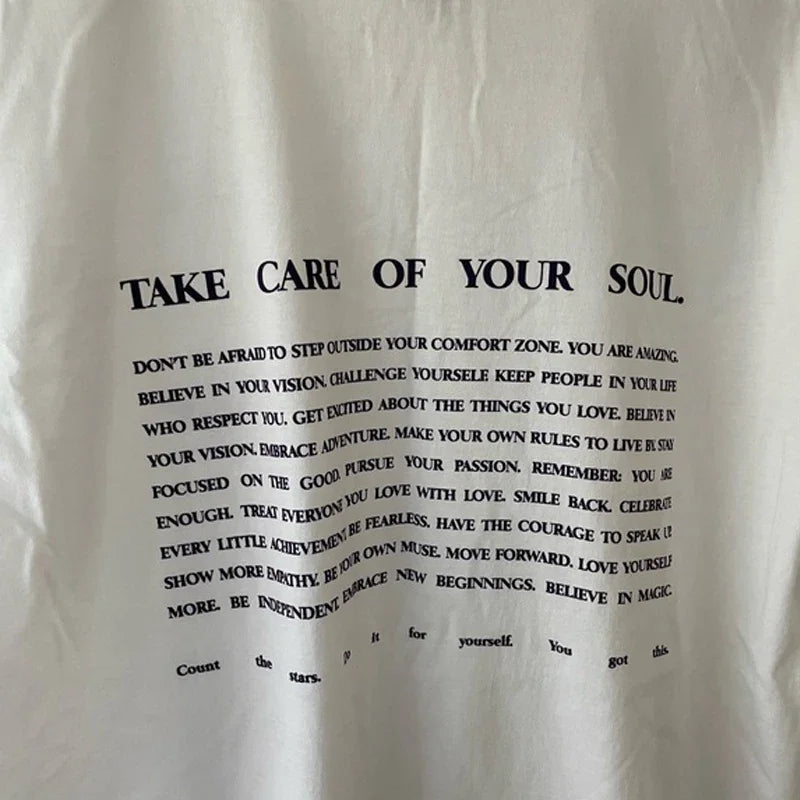 TAKE CARE OF YOUR SOUL.
DON'T BE AFRAID TO STEP OUTSIDE YOUR COMFORT ZONE. YOU ARE AMAZING.
BELIEVE IN YOUR VISION. CHALLENGE YOURSELF. KEEP PEOPLE IN YOUR LIFE
WHO RESPECT YOU. GET EXCITED ABOUT THE THINGS YOU LOVE. BELIEVE IN
YOUR VISION. EMBRACE ADVENTURE. MAKE YOUR OWN RULES TO LIVE BY. STAY
FOCUSED ON THE GOOD. PURSUE YOUR PASSION. REMEMBER: YOU ARE
ENOUGH. TREAT EVERYONE YOU LOVE WITH LOVE. SMILE BACK. CELEBRATE
EVERY LITTLE ACHIEVEMENT. BE FEARLESS. HAVE THE COURAGE TO SPEAK UP.
SHOW MORE EMPATHY. BE YOUR OWN MUSE. MOVE FORWARD. LOVE YOURSELF
MORE. BE INDEPENDENT. EMBRACE NEW BEGINNINGS. BELIEVE IN MAGIC.
Count the stars. Do it for yourself. You got this.